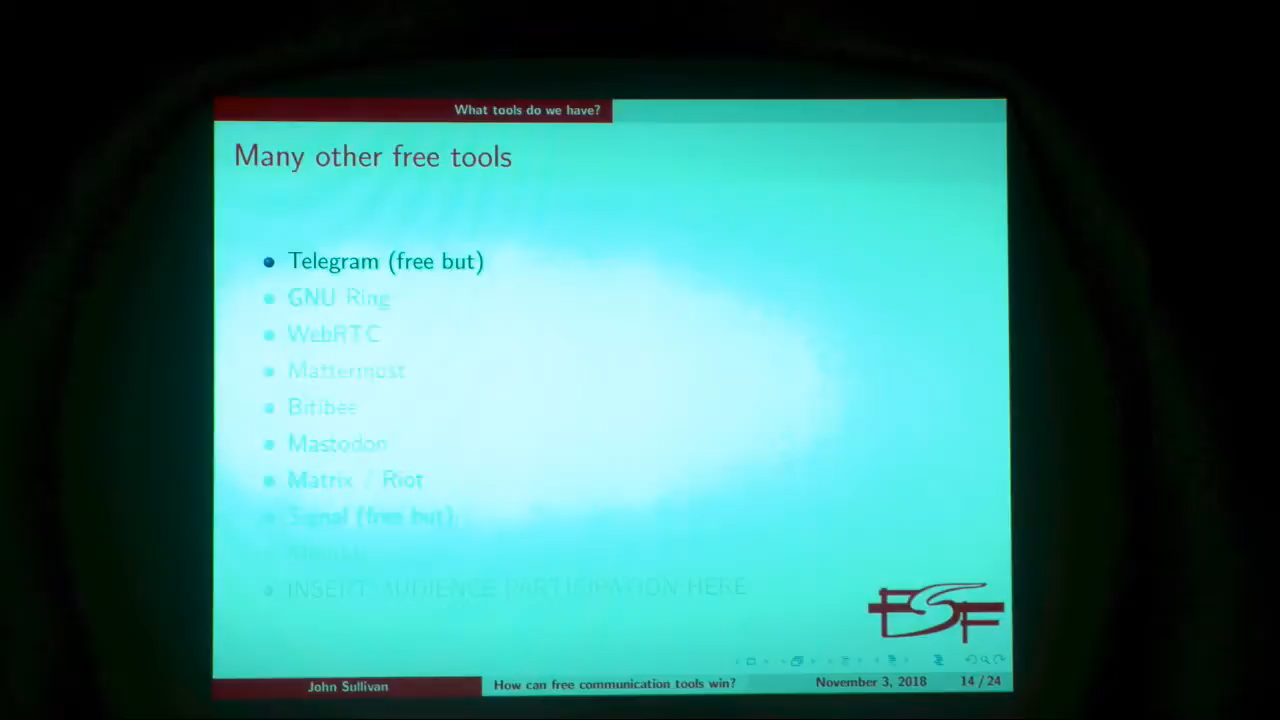 What tools do we have?
Many other free tools
Telegram (free but)
GNU Ring
WebRTC
Mattermost
Bitlbee
Mastodon
Matrix / Riot
Signal (free but)
INSERT AUDIENCE PARTICIPATION HERE
FSF
John Sullivan
How can free communication tools win?
November 3, 2018
14 / 24